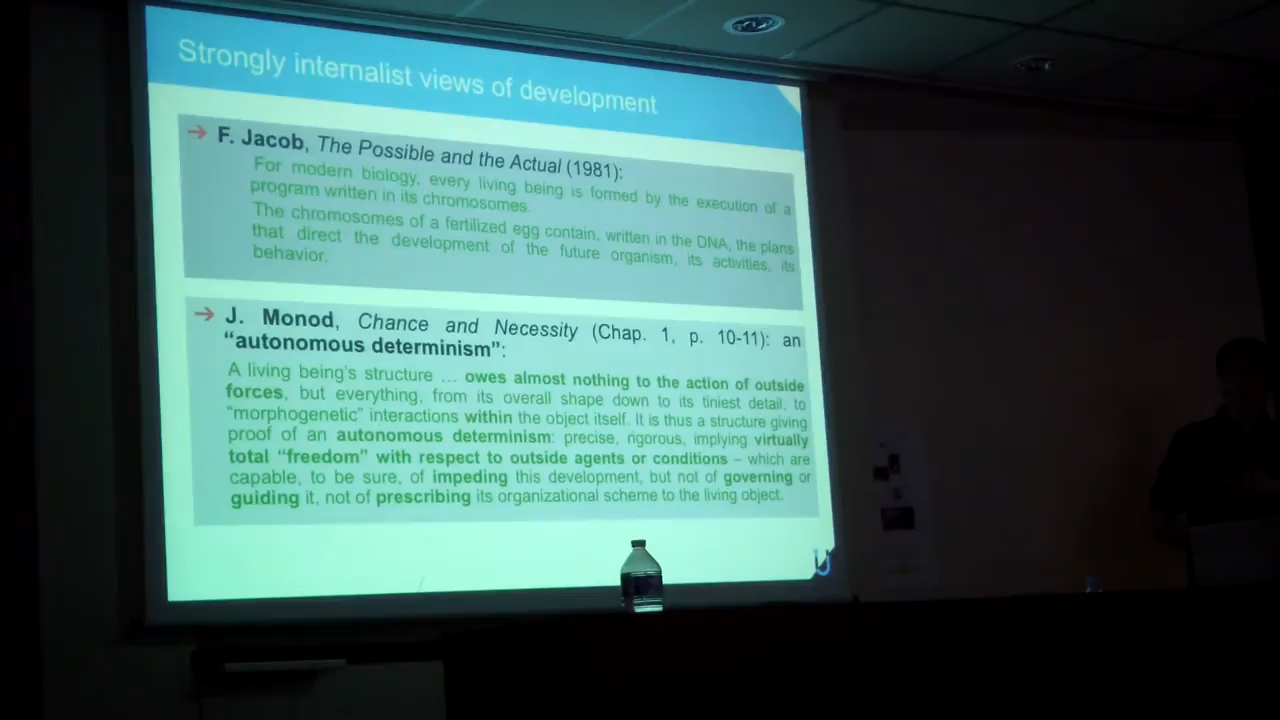 Strongly internalist views of development
→ F. Jacob, The Possible and the Actual (1981):
For modern biology, every living being is formed by the execution of a
program written in its chromosomes.
The chromosomes of a fertilized egg contain, written in the DNA, the plans
that direct the development of the future organism, its activities, its
behavior.
→ J. Monod, Chance and Necessity (Chap. 1, p. 10-11): an
“autonomous determinism”:
A living being's structure ... owes almost nothing to the action of outside
forces, but everything, from its overall shape down to its tiniest detail, to
“morphogenetic” interactions within the object itself. It is thus a structure giving
proof of an autonomous determinism: precise, rigorous, implying virtually
total “freedom” with respect to outside agents or conditions – which are
capable, to be sure, of impeding this development, but not of governing or
guiding it, not of prescribing its organizational scheme to the living object.